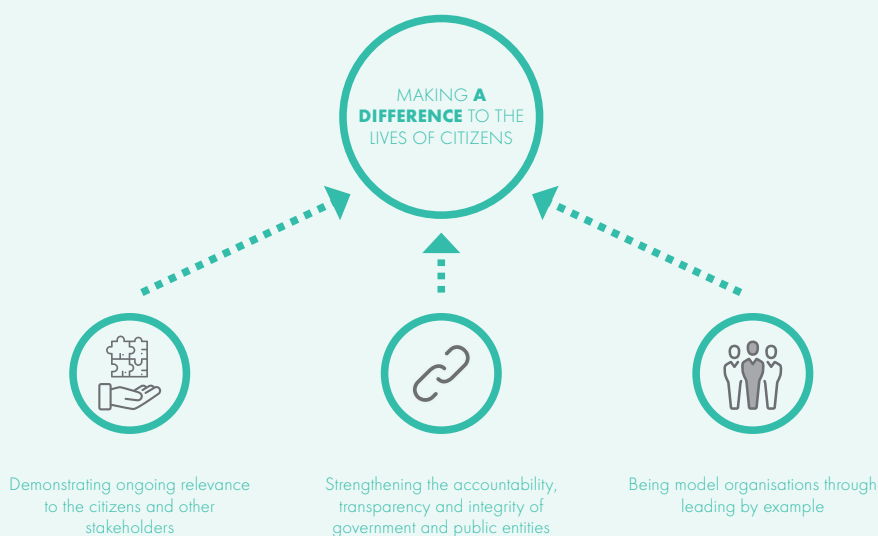 MAKING A
DIFFERENCE TO THE
LIVES OF CITIZENS
Demonstrating ongoing relevance
to the citizens and other
stakeholders
Strengthening the accountability,
transparency and integrity of
government and public entities
Being model organisations through
leading by example